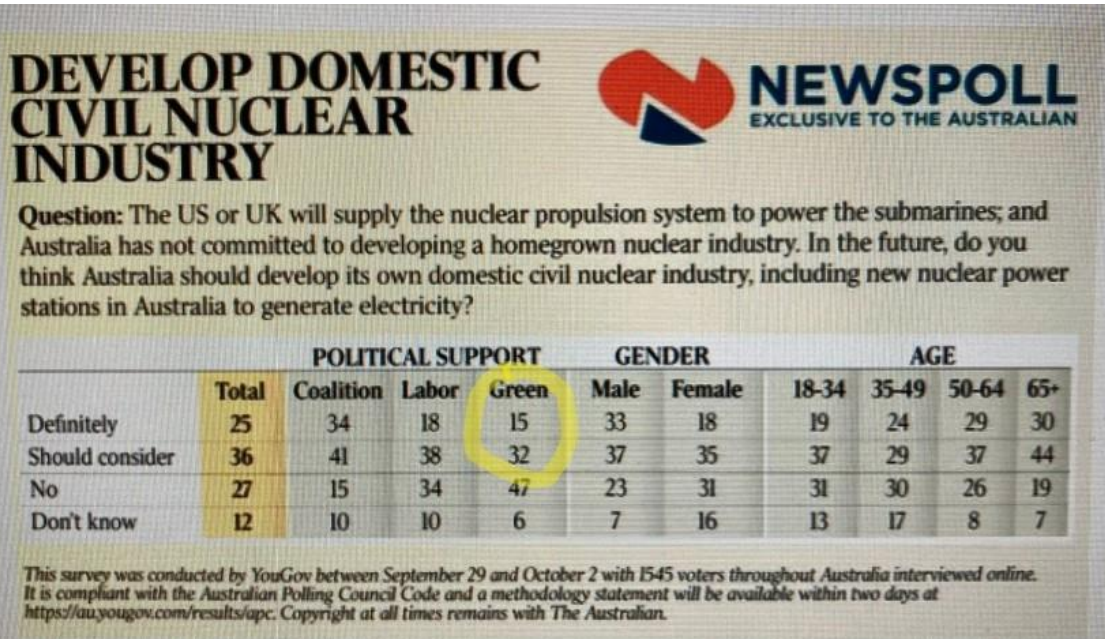 DEVELOP DOMESTIC
CIVIL NUCLEAR
INDUSTRY
NEWSPOLL
EXCLUSIVE TO THE AUSTRALIAN
Question: The US or UK will supply the nuclear propulsion system to power the submarines; and
Australia has not committed to developing a homegrown nuclear industry. In the future, do you
think Australia should develop its own domestic civil nuclear industry, including new nuclear power
stations in Australia to generate electricity?
POLITICAL SUPPORT GENDER AGE
Total Coalition Labor Green Male Female 18-34 35-49 50-64 65+
Definitely 25 34 18 15 33 18 19 24 29 30
Should consider 36 41 38 32 37 35 37 29 37 44
No 27 15 34 47 23 31 31 30 26 19
Don't know 12 10 10 6 7 16 13 17 8 7
This survey was conducted by YouGov between September 29 and October 2 with 1545 voters throughout Australia interviewed online.
It is compliant with the Australian Polling Council Code and a methodology statement will be available within two days at
https://au.yougov.com/results/apc. Copyright at all times remains with The Australian.